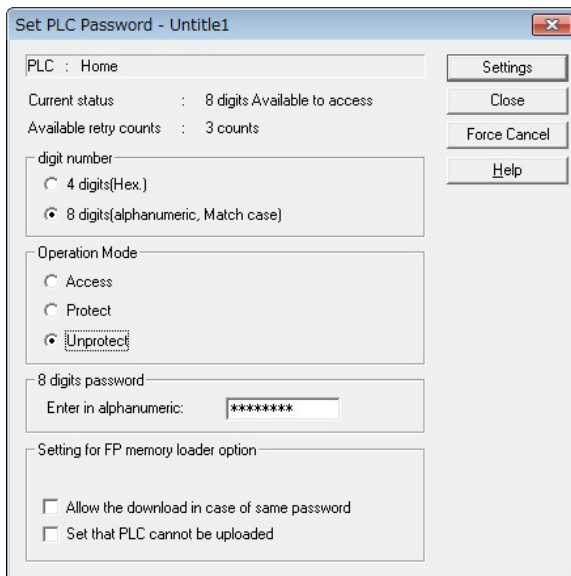 Set PLC Password - Untitle1
PLC : Home
Settings
Current status : 8 digits Available to access
Close
Available retry counts : 3 counts
Force Cancel
digit number
Help
4 digits(Hex.)
8 digits(alphanumeric, Match case)
Operation Mode
Access
Protect
Unprotect
8 digits password
Enter in alphanumeric: ********
Setting for FP memory loader option
Allow the download in case of same password
Set that PLC cannot be uploaded